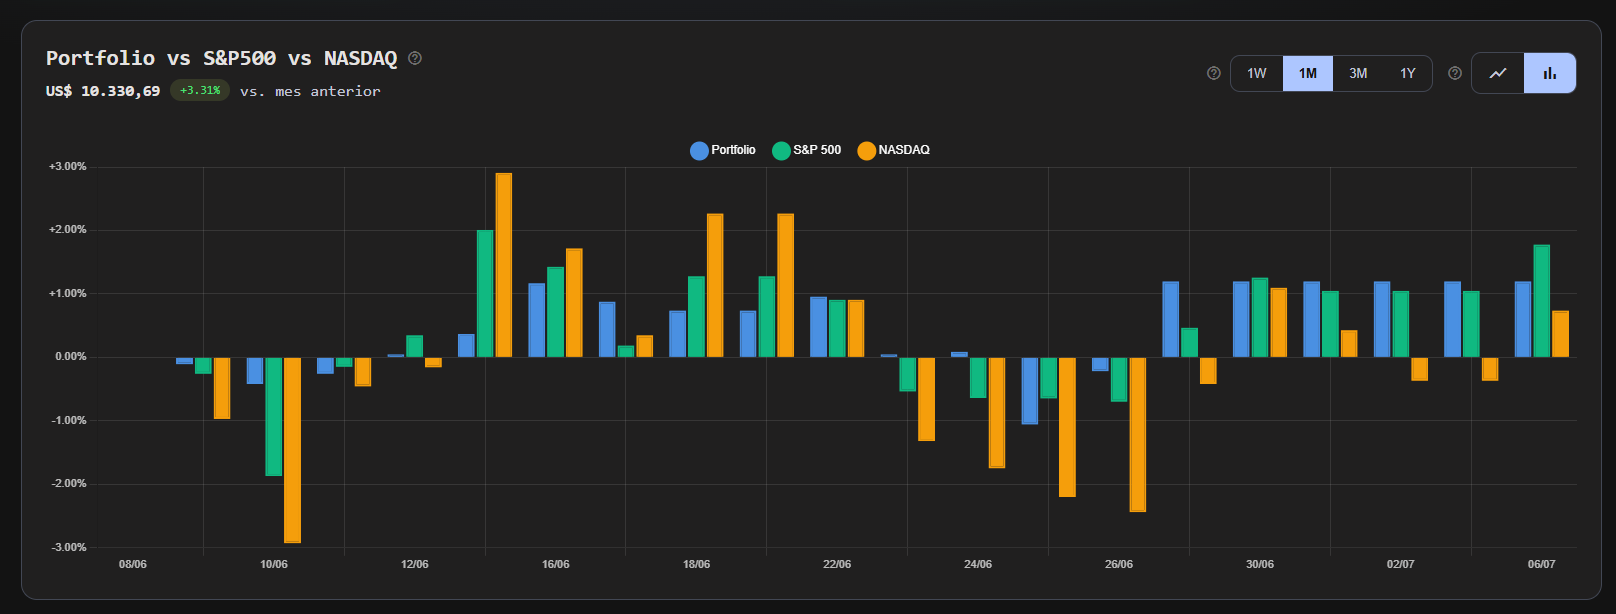 Portfolio vs S&P500 vs NASDAQ ?
US$ 10.330,69 +3.31% vs. mes anterior
? 1W 1M 3M 1Y ?
Portfolio S&P 500 NASDAQ
+3.00%
+2.00%
+1.00%
0.00%
-1.00%
-2.00%
-3.00%
08/06 10/06 12/06 16/06 18/06 22/06 24/06 26/06 30/06 02/07 06/07